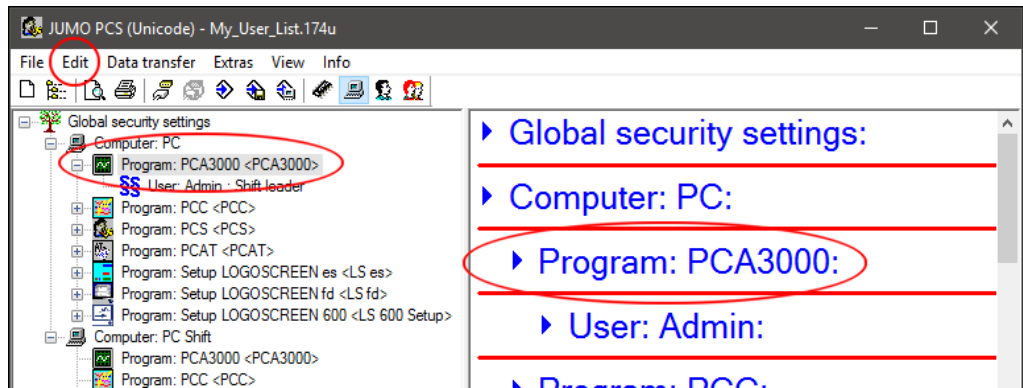 JUMO PCS (Unicode) - My_User_List.174u
File Edit Data transfer Extras View Info
Global security settings
Computer: PC
Program: PCA3000 <PCA3000>
User: Admin : Shift leader
Program: PCC <PCC>
Program: PCS <PCS>
Program: PCAT <PCAT>
Program: Setup LOGOSCREEN es <LS es>
Program: Setup LOGOSCREEN fd <LS fd>
Program: Setup LOGOSCREEN 600 <LS 600 Setup>
Computer: PC Shift
Program: PCA3000 <PCA3000>
Program: PCC <PCC>
Global security settings:
Computer: PC:
Program: PCA3000:
User: Admin:
Program: PCC: